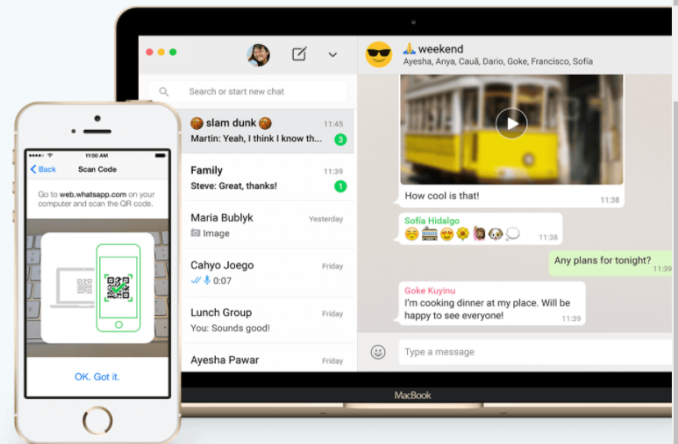 11:00 AM
Back
Scan Code
Go to web.whatsapp.com on your
computer and scan the QR code.
OK. Got it.
Search or start new chat
slam dunk
11:45
Martin: Yeah, I think I know th...
3
Family
11:39
Steve: Great, thanks!
1
Maria Bublyk
Yesterday
Image
Cahyo Joego
Friday
0:07
Lunch Group
Friday
You: Sounds good!
Ayesha Pawar
Friday
weekend
Ayesha, Anya, Cauã, Dario, Goke, Francisco, Sofía
How cool is that!
11:38
Sofía Hidalgo
11:38
Any plans for tonight?
11:39
Goke Kuyinu
I'm cooking dinner at my place. Will be
happy to see everyone!
11:39
Type a message
MacBook